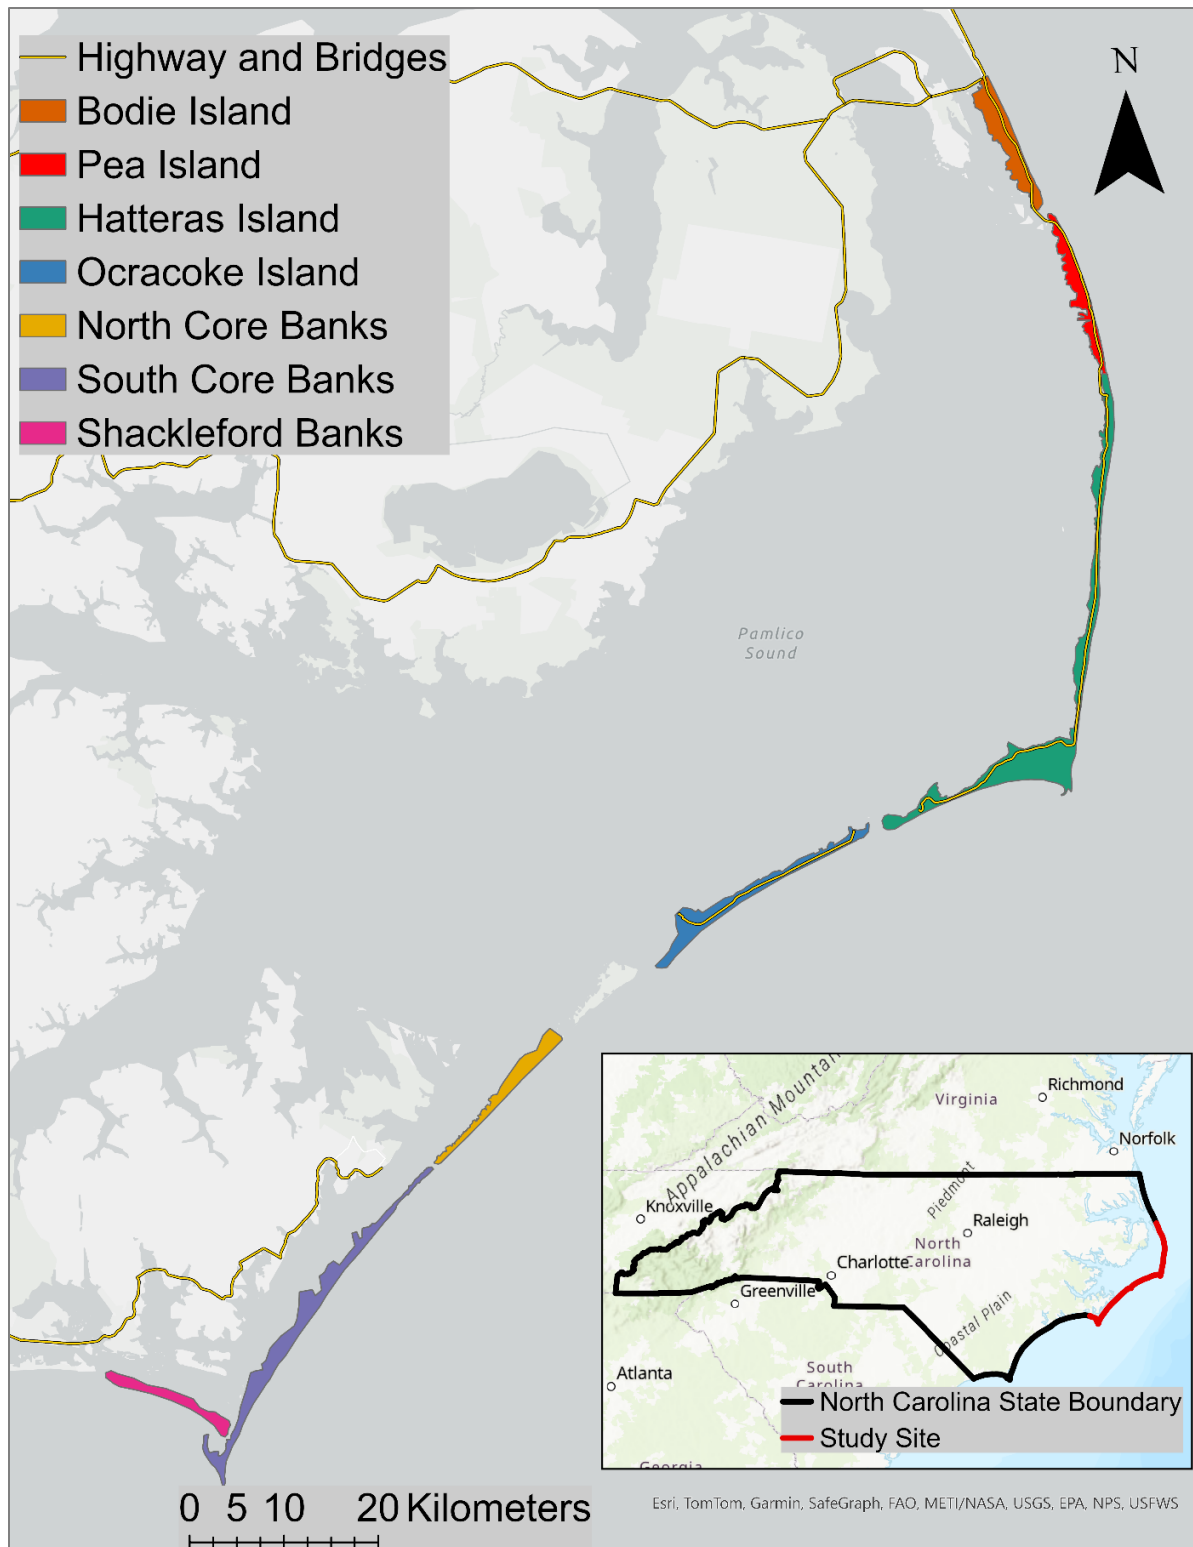 Highway and Bridges
Bodie Island
Pea Island
Hatteras Island
Ocracoke Island
North Core Banks
South Core Banks
Shackleford Banks
N
Pamlico
Sound
Appalachian Mountain
Virginia
Richmond
Norfolk
Knoxville
Piedmont
Raleigh
North
Carolina
Charlotte
Greenville
Coastal Plain
Atlanta
South
Carolina
Georgia
North Carolina State Boundary
Study Site
0 5 10 20 Kilometers
Esri, TomTom, Garmin, SafeGraph, FAO, METI/NASA, USGS, EPA, NPS, USFWS